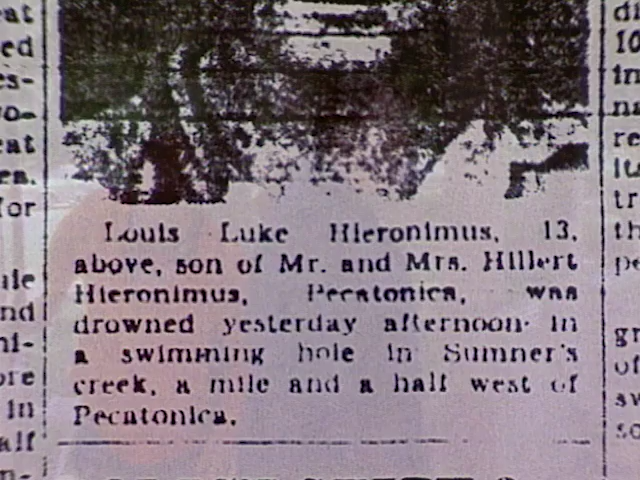 Louis Luke Hieronimus, 13,
above, son of Mr. and Mrs. Hillert
Hieronimus, Pecatonica, was
drowned yesterday afternoon in
a swimming hole in Sumner's
creek, a mile and a half west of
Pecatonica.